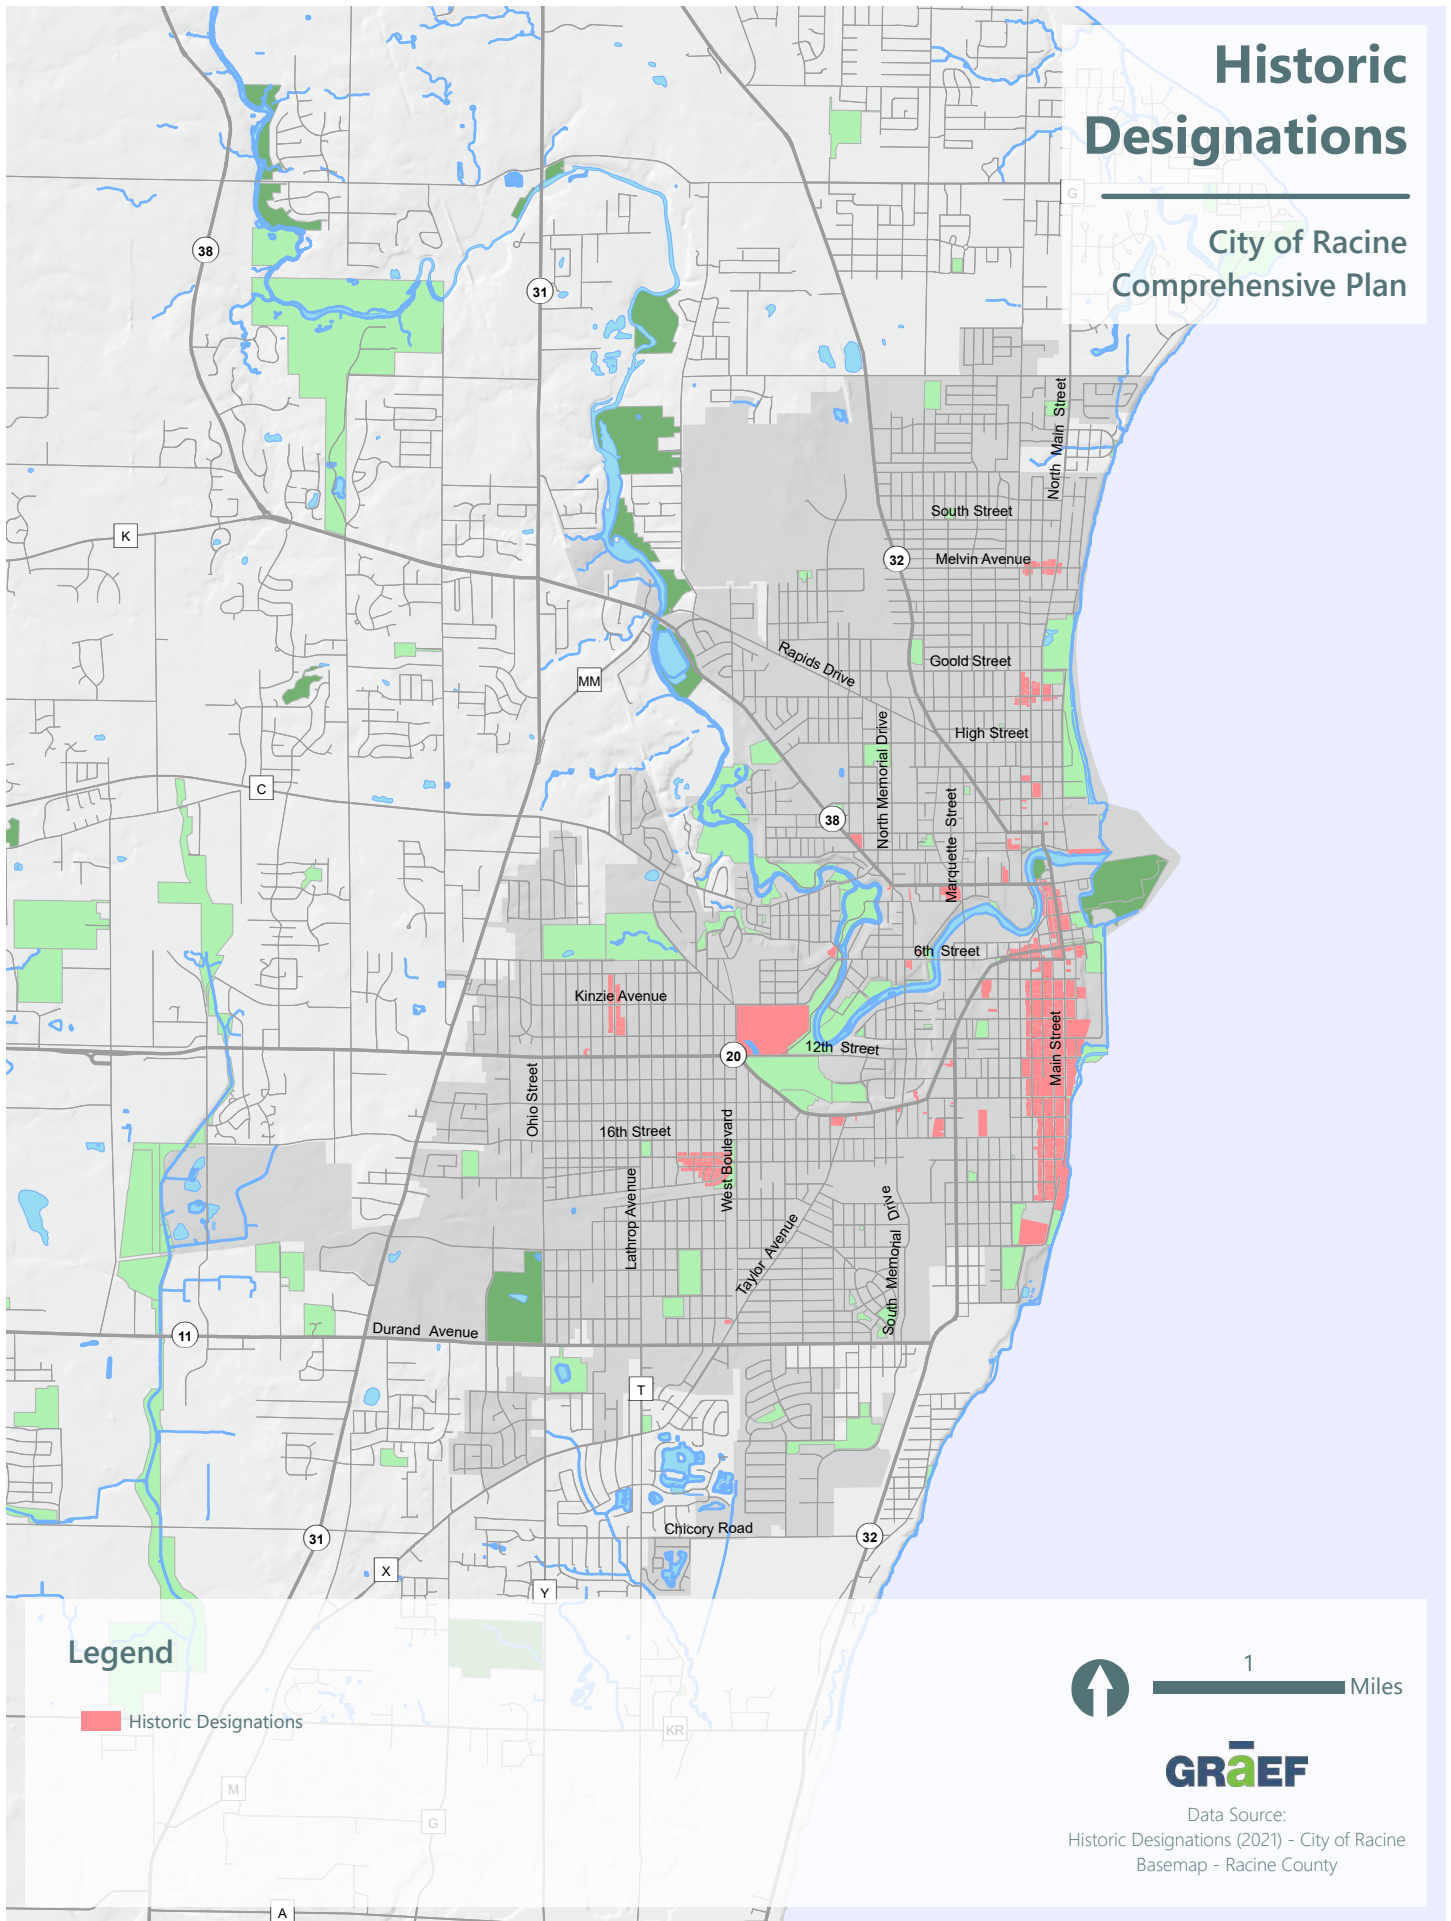 Historic
Designations
City of Racine
Comprehensive Plan
G
38
31
North Main Street
South Street
K
32
Melvin Avenue
Rapids Drive
Goold Street
MM
North Memorial Drive
High Street
C
38
Marquette Street
6th Street
Kinzie Avenue
Main Street
12th Street
20
Ohio Street
16th Street
West Boulevard
Lathrop Avenue
Taylor Avenue
South Memorial Drive
11
Durand Avenue
T
Chicory Road
31
32
X
Y
Legend
Historic Designations
1
Miles
KR
M
G
GRāEF
Data Source:
Historic Designations (2021) - City of Racine
Basemap - Racine County
A